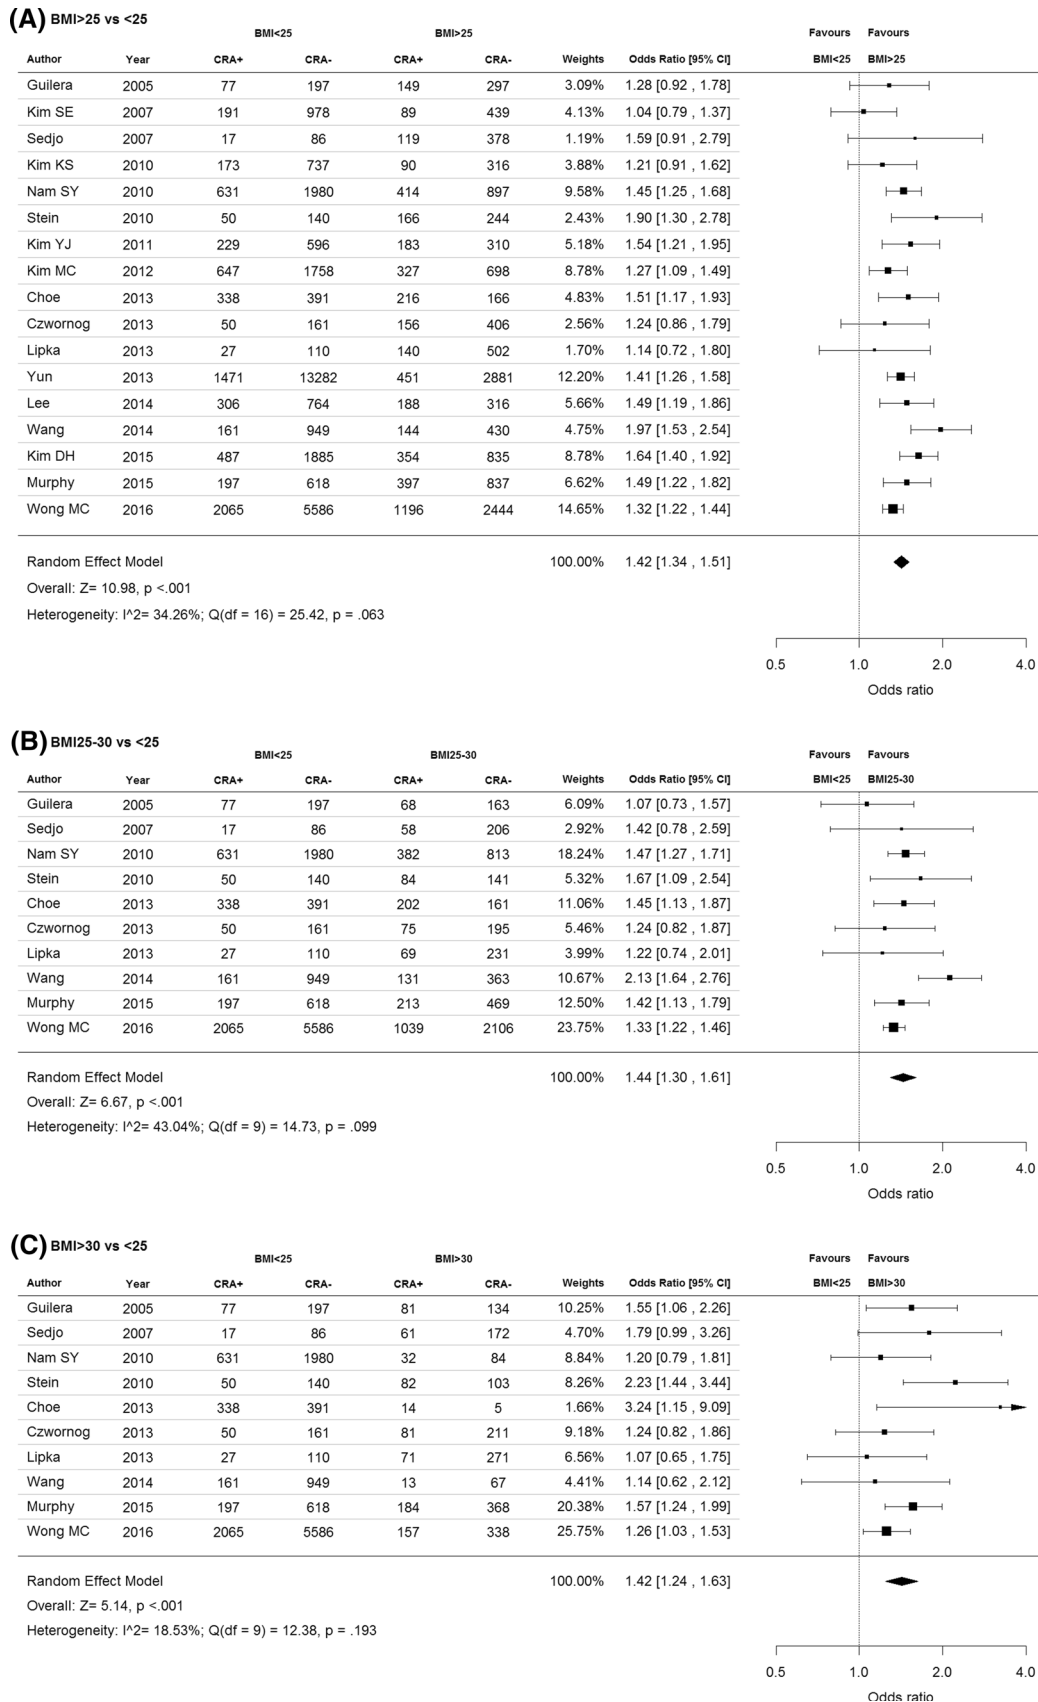 (A) BMI>25 vs <25
BMI<25 BMI>25 Favours Favours
Author Year CRA+ CRA- CRA+ CRA- Weights Odds Ratio [95% CI] BMI<25 BMI>25
Guilera 2005 77 197 149 297 3.09% 1.28 [0.92 , 1.78]
Kim SE 2007 191 978 89 439 4.13% 1.04 [0.79 , 1.37]
Sedjo 2007 17 86 119 378 1.19% 1.59 [0.91 , 2.79]
Kim KS 2010 173 737 90 316 3.88% 1.21 [0.91 , 1.62]
Nam SY 2010 631 1980 414 897 9.58% 1.45 [1.25 , 1.68]
Stein 2010 50 140 166 244 2.43% 1.90 [1.30 , 2.78]
Kim YJ 2011 229 596 183 310 5.18% 1.54 [1.21 , 1.95]
Kim MC 2012 647 1758 327 698 8.78% 1.27 [1.09 , 1.49]
Choe 2013 338 391 216 166 4.83% 1.51 [1.17 , 1.93]
Czwornog 2013 50 161 156 406 2.56% 1.24 [0.86 , 1.79]
Lipka 2013 27 110 140 502 1.70% 1.14 [0.72 , 1.80]
Yun 2013 1471 13282 451 2881 12.20% 1.41 [1.26 , 1.58]
Lee 2014 306 764 188 316 5.66% 1.49 [1.19 , 1.86]
Wang 2014 161 949 144 430 4.75% 1.97 [1.53 , 2.54]
Kim DH 2015 487 1885 354 835 8.78% 1.64 [1.40 , 1.92]
Murphy 2015 197 618 397 837 6.62% 1.49 [1.22 , 1.82]
Wong MC 2016 2065 5586 1196 2444 14.65% 1.32 [1.22 , 1.44]
Random Effect Model 100.00% 1.42 [1.34 , 1.51]
Overall: Z= 10.98, p <.001
Heterogeneity: I^2= 34.26%; Q(df = 16) = 25.42, p = .063
0.5 1.0 2.0 4.0
Odds ratio
(B) BMI25-30 vs <25
BMI<25 BMI25-30 Favours Favours
Author Year CRA+ CRA- CRA+ CRA- Weights Odds Ratio [95% CI] BMI<25 BMI25-30
Guilera 2005 77 197 68 163 6.09% 1.07 [0.73 , 1.57]
Sedjo 2007 17 86 58 206 2.92% 1.42 [0.78 , 2.59]
Nam SY 2010 631 1980 382 813 18.24% 1.47 [1.27 , 1.71]
Stein 2010 50 140 84 141 5.32% 1.67 [1.09 , 2.54]
Choe 2013 338 391 202 161 11.06% 1.45 [1.13 , 1.87]
Czwornog 2013 50 161 75 195 5.46% 1.24 [0.82 , 1.87]
Lipka 2013 27 110 69 231 3.99% 1.22 [0.74 , 2.01]
Wang 2014 161 949 131 363 10.67% 2.13 [1.64 , 2.76]
Murphy 2015 197 618 213 469 12.50% 1.42 [1.13 , 1.79]
Wong MC 2016 2065 5586 1039 2106 23.75% 1.33 [1.22 , 1.46]
Random Effect Model 100.00% 1.44 [1.30 , 1.61]
Overall: Z= 6.67, p <.001
Heterogeneity: I^2= 43.04%; Q(df = 9) = 14.73, p = .099
0.5 1.0 2.0 4.0
Odds ratio
(C) BMI>30 vs <25
BMI<25 BMI>30 Favours Favours
Author Year CRA+ CRA- CRA+ CRA- Weights Odds Ratio [95% CI] BMI<25 BMI>30
Guilera 2005 77 197 81 134 10.25% 1.55 [1.06 , 2.26]
Sedjo 2007 17 86 61 172 4.70% 1.79 [0.99 , 3.26]
Nam SY 2010 631 1980 32 84 8.84% 1.20 [0.79 , 1.81]
Stein 2010 50 140 82 103 8.26% 2.23 [1.44 , 3.44]
Choe 2013 338 391 14 5 1.66% 3.24 [1.15 , 9.09]
Czwornog 2013 50 161 81 211 9.18% 1.24 [0.82 , 1.86]
Lipka 2013 27 110 71 271 6.56% 1.07 [0.65 , 1.75]
Wang 2014 161 949 13 67 4.41% 1.14 [0.62 , 2.12]
Murphy 2015 197 618 184 368 20.38% 1.57 [1.24 , 1.99]
Wong MC 2016 2065 5586 157 338 25.75% 1.26 [1.03 , 1.53]
Random Effect Model 100.00% 1.42 [1.24 , 1.63]
Overall: Z= 5.14, p <.001
Heterogeneity: I^2= 18.53%; Q(df = 9) = 12.38, p = .193
0.5 1.0 2.0 4.0
Odds ratio